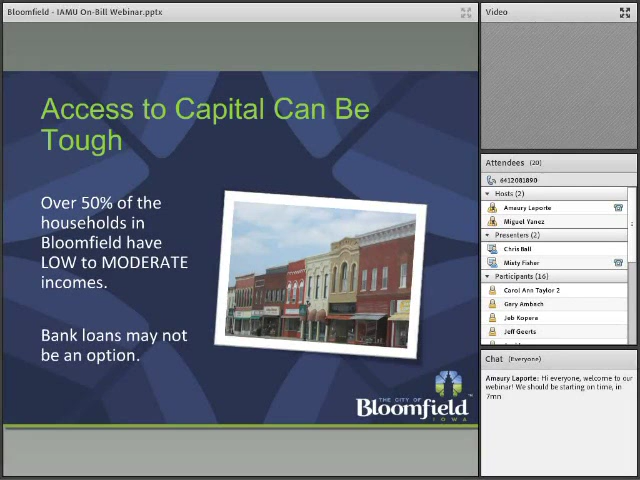 Bloomfield - IAMU On-Bill Webinar.pptx
Access to Capital Can Be
Tough
Over 50% of the
households in
Bloomfield have
LOW to MODERATE
incomes.
Bank loans may not
be an option.
THE CITY OF
Bloomfield
IOWA
Video
Attendees (20)
6412081890
Hosts (2)
Amaury Laporte
Miguel Yanez
Presenters (2)
Chris Ball
Misty Fisher
Participants (16)
Carol Ann Taylor 2
Gary Ambach
Jeb Kopera
Jeff Geerts
Chat (Everyone)
Amaury Laporte: Hi everyone, welcome to our
webinar! We should be starting on time, in
7mn